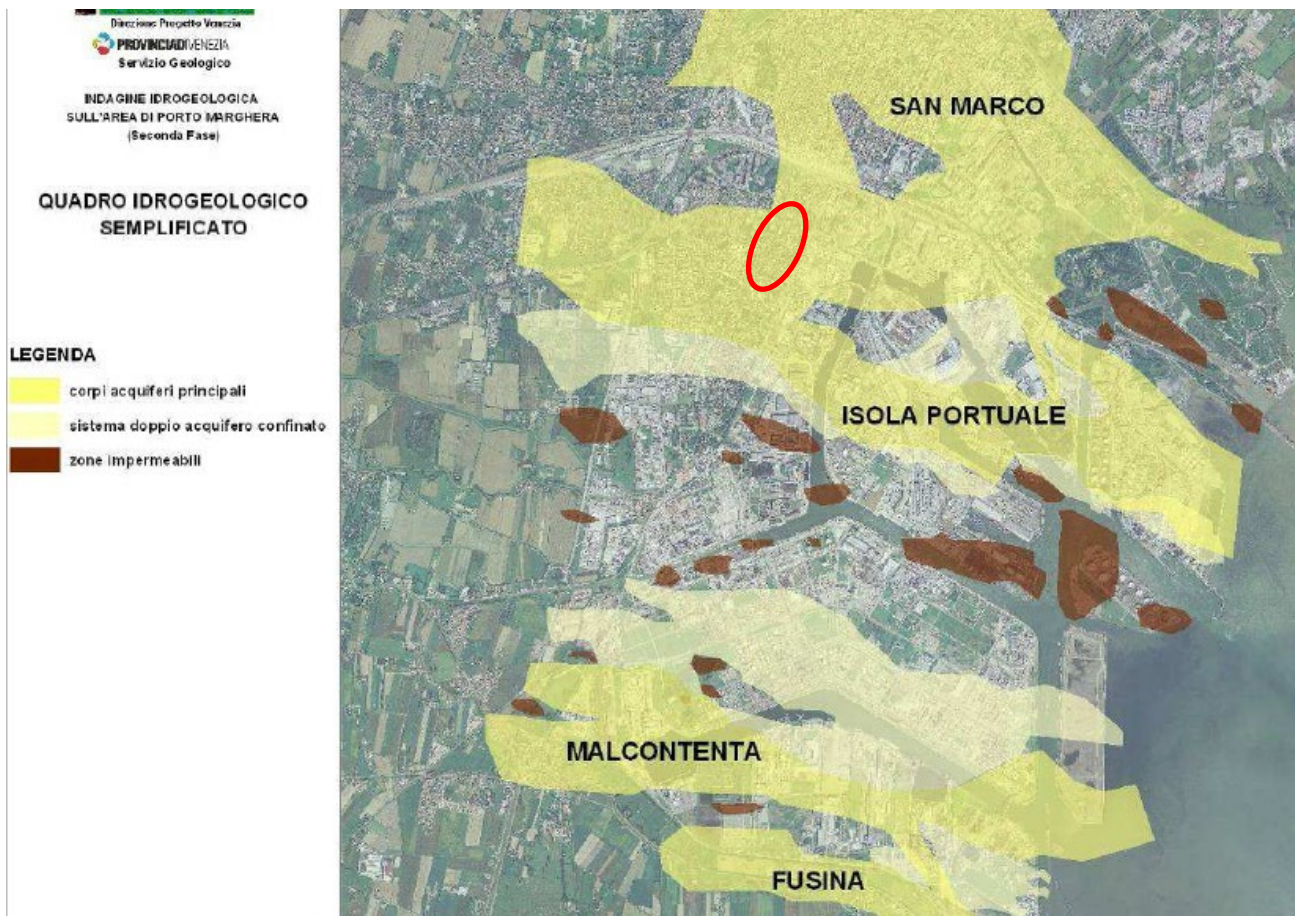 Direzione Progetto Venezia
PROVINCIADIVENEZIA
Servizio Geologico
INDAGINE IDROGEOLOGICA
SULL'AREA DI PORTO MARGHERA
(Seconda Fase)
QUADRO IDROGEOLOGICO
SEMPLIFICATO
LEGENDA
corpi acquiferi principali
sistema doppio acquifero confinato
zone impermeabili
SAN MARCO
ISOLA PORTUALE
MALCONTENTA
FUSINA